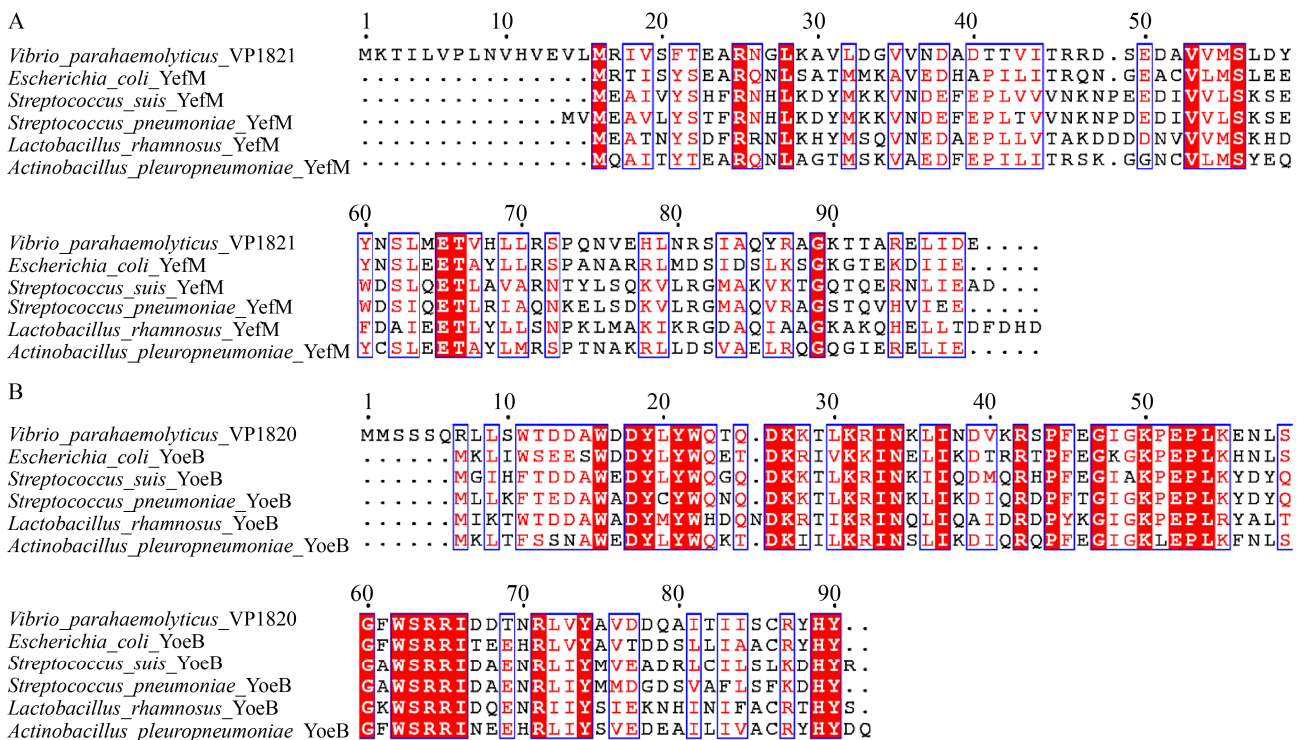 A
1 10 20 30 40 50
Vibrio_parahaemolyticus_VP1821 MKTILVPLNVHVEVLMRIVSFTEARNGLKAVLDGVVNDADTTVITRRD.SEDAVVMSLDY
Escherichia_coli_YefM ...............MRTISYSEARQNLSATMMKAVEDHAPILITRQN.GEACVLMSLEE
Streptococcus_suis_YefM ...............MEAIVYSHFRNHLKDYMKKVNDEFEPLVVVNKNPEEDIVVLSKSE
Streptococcus_pneumoniae_YefM .............MVMEAVLYSTFRNHLKDYMKKVNDEFEPLTVVNKNPDEDIVVLSKSE
Lactobacillus_rhamnosus_YefM ...............MEATNYSDFRRNLKHYMSQVNEDAEPLLVTAKDDDDNVVVMSKHD
Actinobacillus_pleuropneumoniae_YefM ...............MQAITYTEARQNLAGTMSKVAEDFEPILITRSK.GGNCVLMSYEQ
60 70 80 90
Vibrio_parahaemolyticus_VP1821 YNSLMETVHLLRSPQNVEHLNRSIAQYRAGKTTARELIDE....
Escherichia_coli_YefM YNSLEETAYLLRSPANARRLMDSIDSLKSGKGTEKDIIE.....
Streptococcus_suis_YefM WDSLQETLAVARNTYLSQKVLRGMAKVKTGQTQERNLIEAD...
Streptococcus_pneumoniae_YefM WDSIQETLRIAQNKELSDKVLRGMAQVRAGSTQVHVIEE.....
Lactobacillus_rhamnosus_YefM FDAIEETLYLLSNPKLMAKIKRGDAQIAAGKAKQHELLTDFDHD
Actinobacillus_pleuropneumoniae_YefM YCSLEETAYLMRSPTNAKRLLDSVAELRQGQGIERELIE.....
B
1 10 20 30 40 50
Vibrio_parahaemolyticus_VP1820 MMSSSQRLLSWTDDAWDDYLYWQTQ.DKKTLKRINKLINDVKRSPFEGIGKPEPLKENLS
Escherichia_coli_YoeB ......MKLIWSEESWDDYLYWQET.DKRIVKKINELIKDTRRTPFEGKGKPEPLKHNLS
Streptococcus_suis_YoeB ......MGIHFTDDAWEDYLYWQGQ.DKKTLKRINKIIQDMQRHPFEGIAKPEPLKYDYQ
Streptococcus_pneumoniae_YoeB ......MLLKFTEDAWADYCYWQNQ.DKKTLKRINKLIKDIQRDPFTGIGKPEPLKYDYQ
Lactobacillus_rhamnosus_YoeB ......MIKTWTDDAWADYMYWHDQNDKRTIKRINQLIQAIDRDPYKGIGKPEPLRYALT
Actinobacillus_pleuropneumoniae_YoeB ......MKLTFSSNAWEDYLYWQKT.DKIILKRINSLIKDIQRQPFEGIGKLEPLKFNLS
60 70 80 90
Vibrio_parahaemolyticus_VP1820 GFWSRRIDDTNRLVYAVDDQAITIISCRYHY..
Escherichia_coli_YoeB GFWSRRITEEHRLVYAVTDDSLLIAACRYHY..
Streptococcus_suis_YoeB GAWSRRIDAENRLIYMVEADRLCILSLKDHYR.
Streptococcus_pneumoniae_YoeB GAWSRRIDAENRLIYMMDGDSVAFLSFKDHY..
Lactobacillus_rhamnosus_YoeB GKWSRRIDQENRIIYSIEKNHINIFACRTHYS.
Actinobacillus_pleuropneumoniae_YoeB GFWSRRINEEHRLIYSVEDEAILIVACRYHYDQ